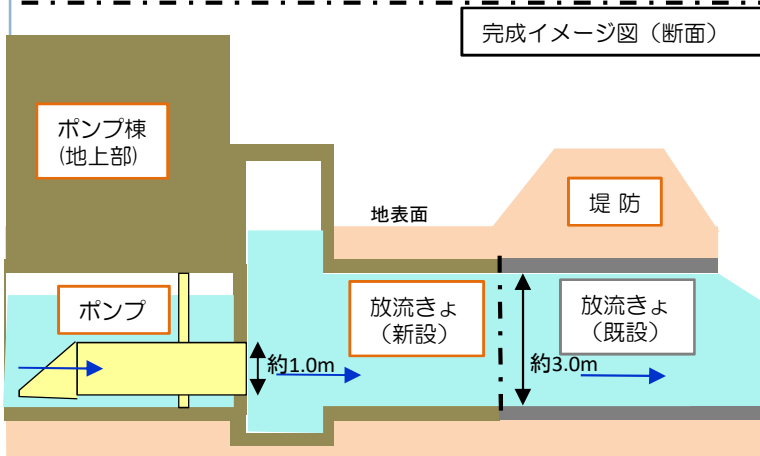 完成イメージ図（断面）
ポンプ棟
(地上部)
地表面
堤 防
ポンプ
放流きょ
（新設）
放流きょ
（既設）
約1.0m
約3.0m